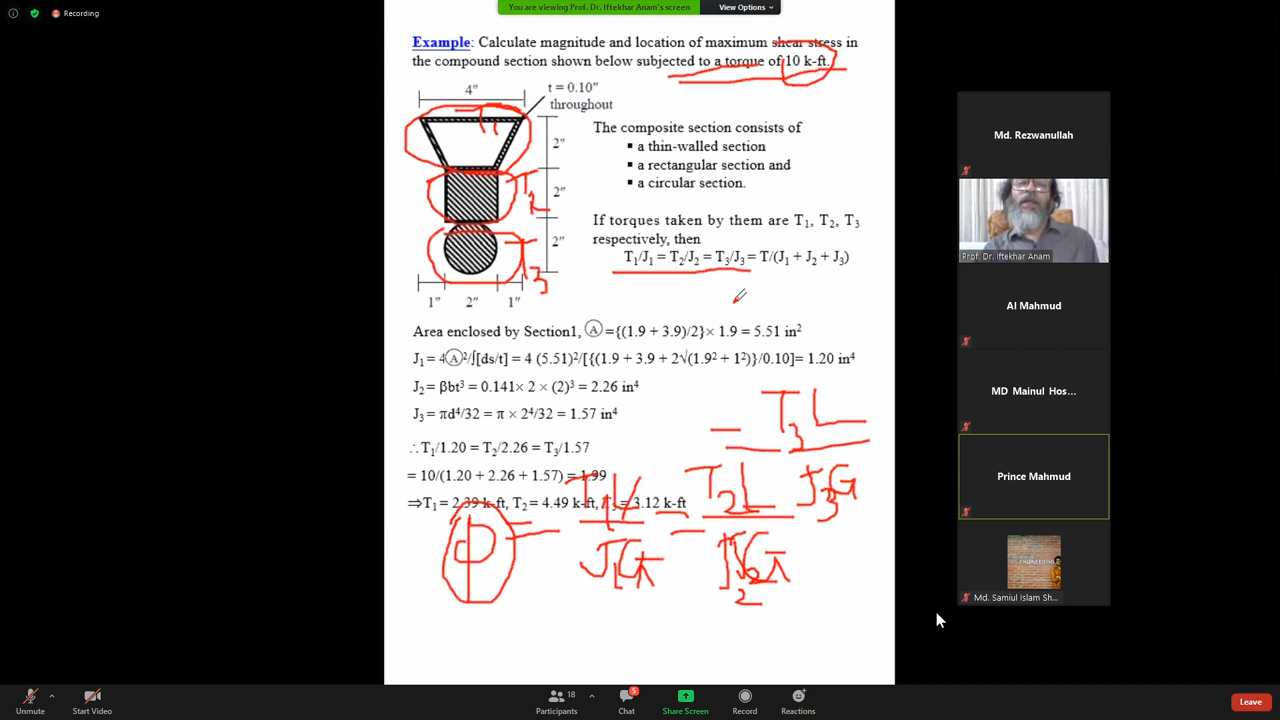 You are viewing Prof. Dr. Iftekhar Anam's screen
View Options
Recording
Example: Calculate magnitude and location of maximum shear stress in
the compound section shown below subjected to a torque of 10 k-ft.
4″
t = 0.10″
throughout
2″
2″
2″
1″ 2″ 1″
T1
T2
T3
The composite section consists of
▪ a thin-walled section
▪ a rectangular section and
▪ a circular section.
If torques taken by them are T₁, T₂, T₃
respectively, then
T₁/J₁ = T₂/J₂ = T₃/J₃ = T/(J₁ + J₂ + J₃)
Area enclosed by Section1, Ⓐ ={(1.9 + 3.9)/2}× 1.9 = 5.51 in²
J₁ = 4Ⓐ²/∫[ds/t] = 4 (5.51)²/[{(1.9 + 3.9 + 2√(1.9² + 1²)}/0.10]= 1.20 in⁴
J₂ = βbt³ = 0.141× 2 × (2)³ = 2.26 in⁴
J₃ = πd⁴/32 = π × 2⁴/32 = 1.57 in⁴
∴T₁/1.20 = T₂/2.26 = T₃/1.57
= 10/(1.20 + 2.26 + 1.57) = 1.99
⇒T₁ = 2.39 k-ft, T₂ = 4.49 k-ft, T₃ = 3.12 k-ft
Φ = T₁L/J₁G = T₂L/J₂G = T₃L/J₃G
Md. Rezwanullah
Prof. Dr. Iftekhar Anam
Al Mahmud
MD Mainul Hos...
Prince Mahmud
Md. Samiul Islam Sh...
Unmute
Start Video
18
Participants
5
Chat
Share Screen
Record
Reactions
Leave